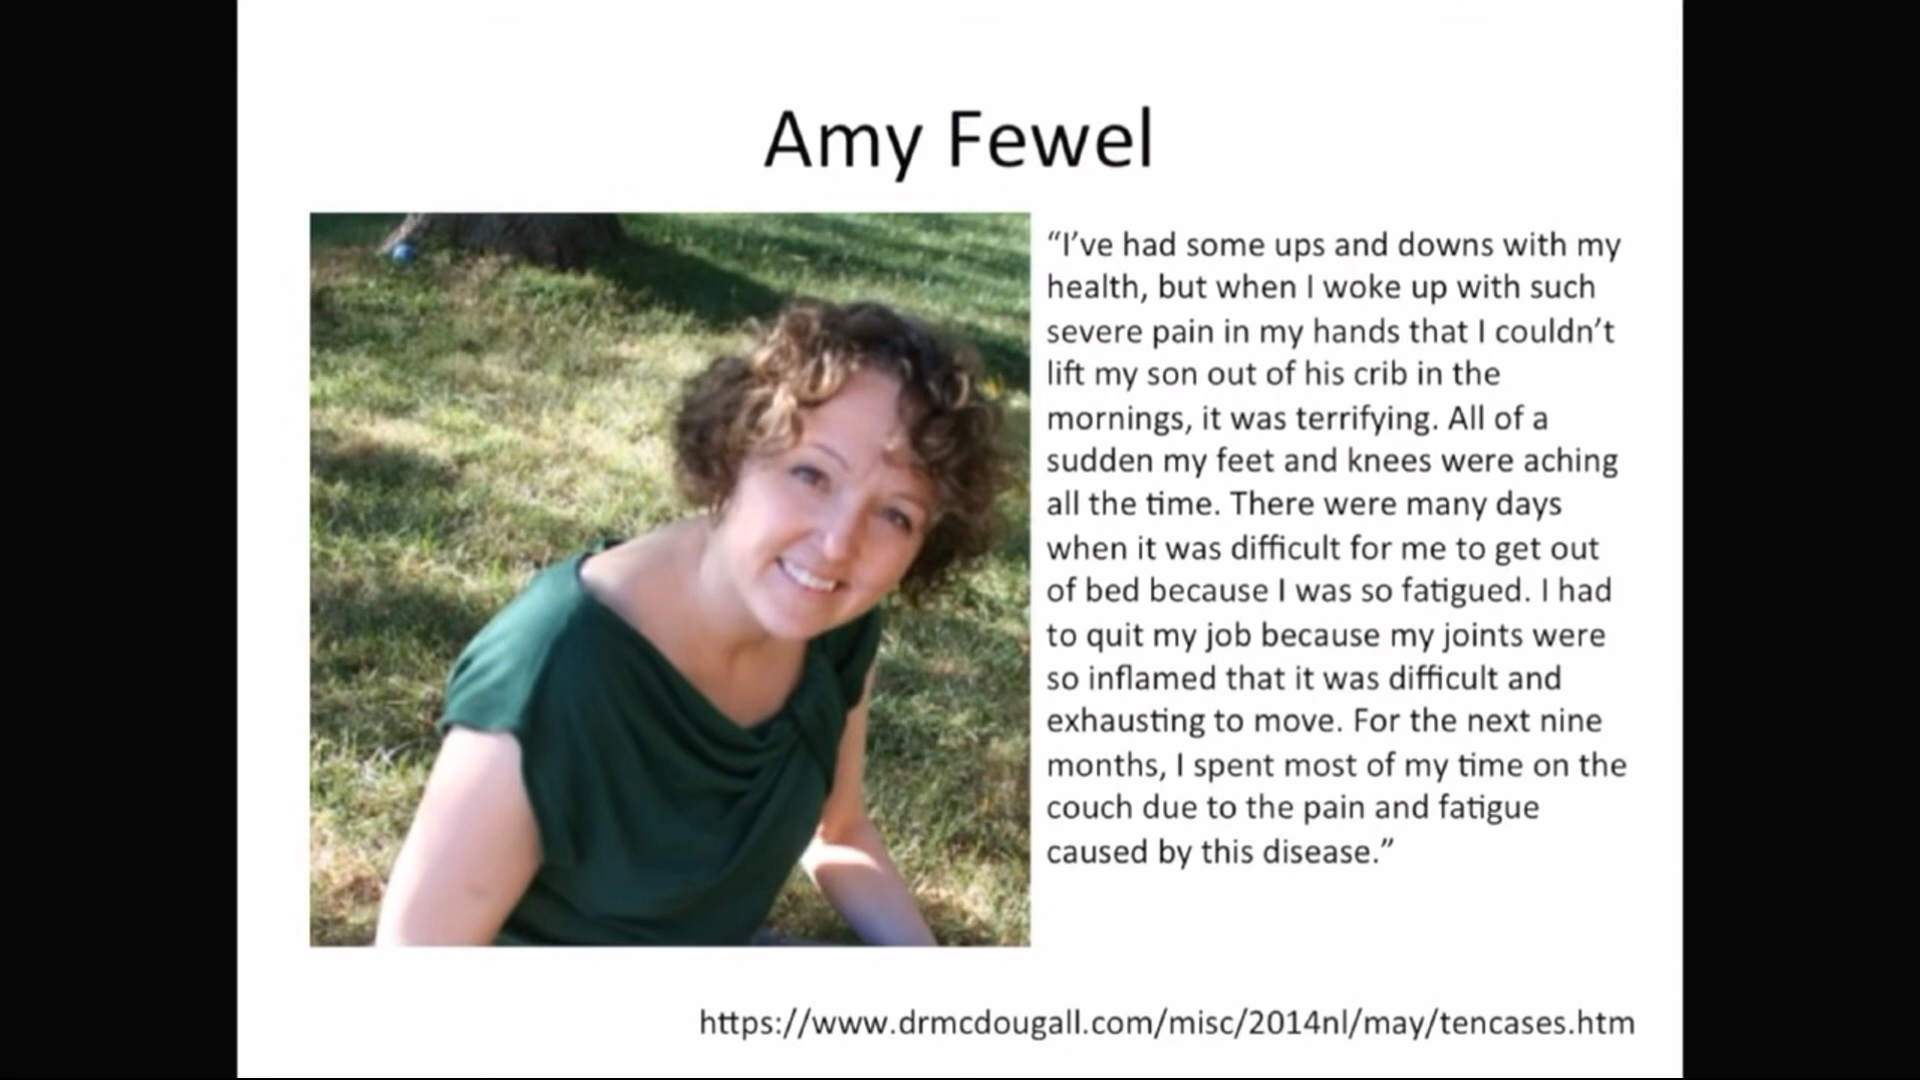 Amy Fewel
“I’ve had some ups and downs with my
health, but when I woke up with such
severe pain in my hands that I couldn’t
lift my son out of his crib in the
mornings, it was terrifying. All of a
sudden my feet and knees were aching
all the time. There were many days
when it was difficult for me to get out
of bed because I was so fatigued. I had
to quit my job because my joints were
so inflamed that it was difficult and
exhausting to move. For the next nine
months, I spent most of my time on the
couch due to the pain and fatigue
caused by this disease.”
https://www.drmcdougall.com/misc/2014nl/may/tencases.htm